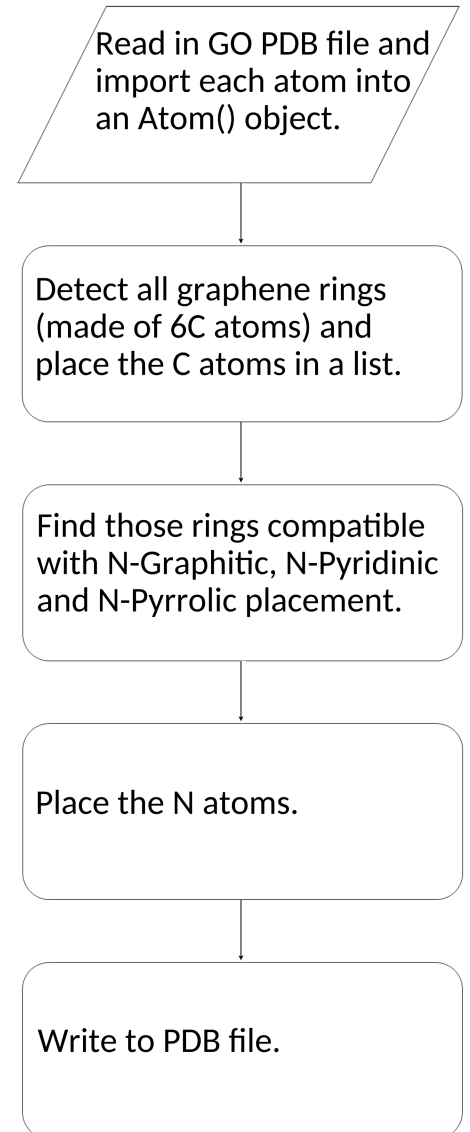 Read in GO PDB file and
import each atom into
an Atom() object.
Detect all graphene rings
(made of 6C atoms) and
place the C atoms in a list.
Find those rings compatible
with N-Graphitic, N-Pyridinic
and N-Pyrrolic placement.
Place the N atoms.
Write to PDB file.